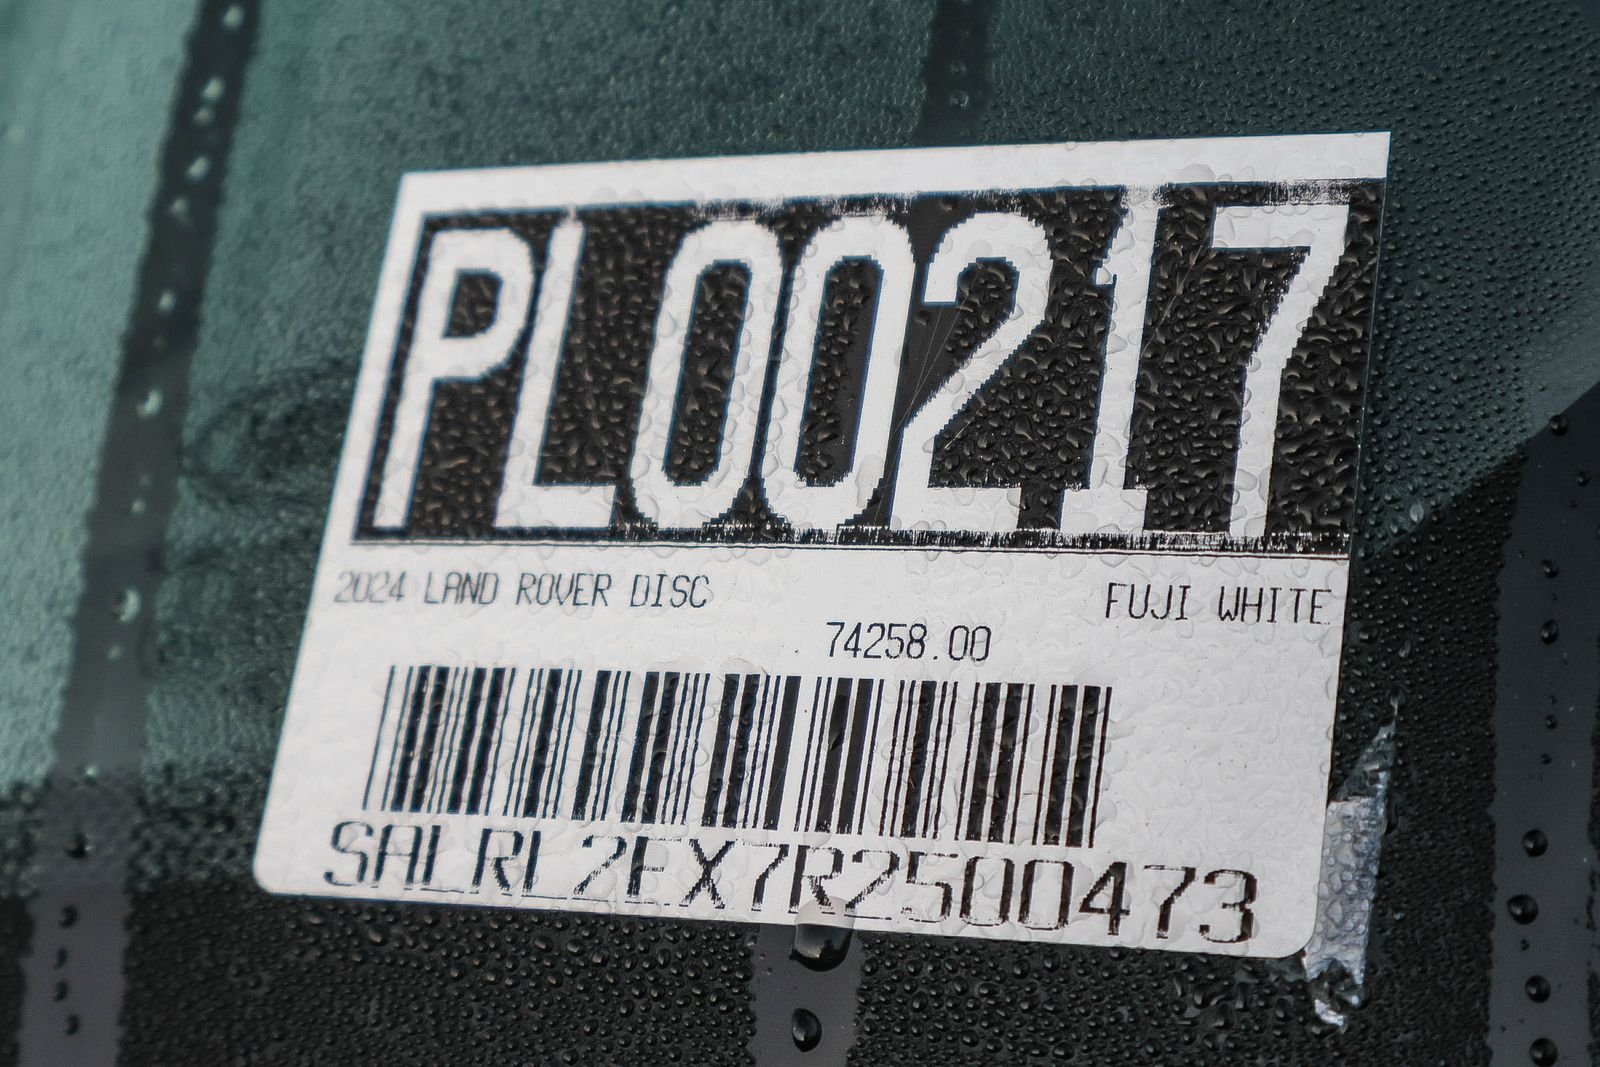 PL00217
2024 LAND ROVER DISC
FUJI WHITE
74258.00
SALRL2EX7R2500473